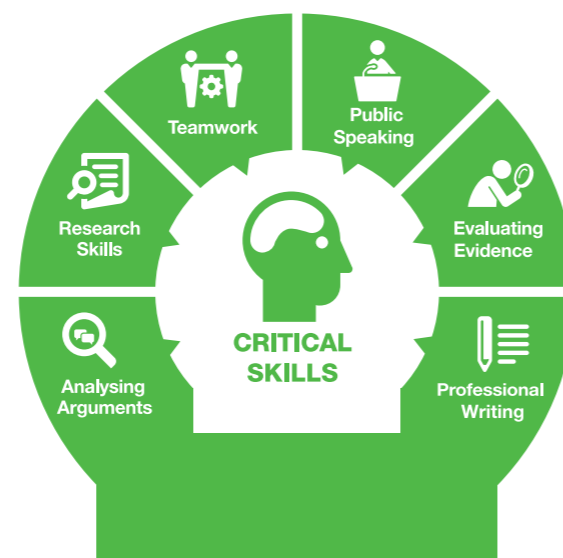 Teamwork
Public
Speaking
Research
Skills
Evaluating
Evidence
CRITICAL
SKILLS
Analysing
Arguments
Professional
Writing